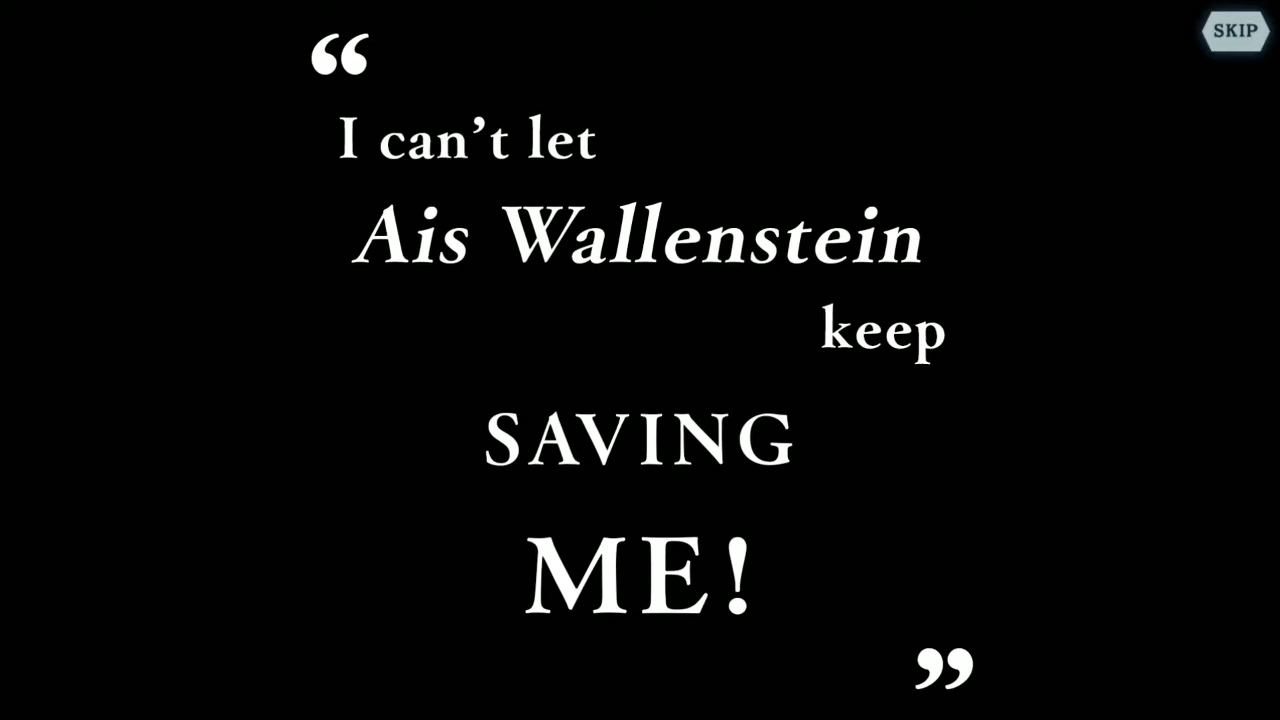 SKIP
“
I can’t let
Ais Wallenstein
keep
SAVING
ME!
”